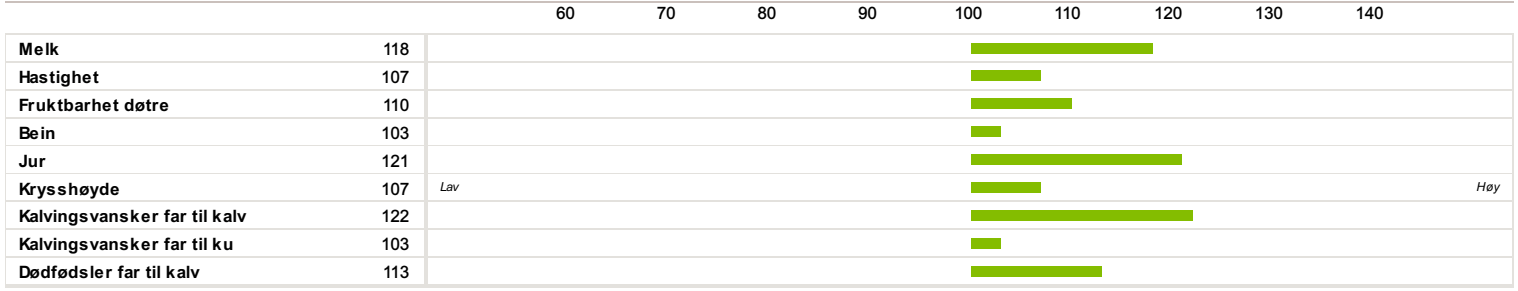 60 70 80 90 100 110 120 130 140
Melk 118
Hastighet 107
Fruktbarhet døtre 110
Bein 103
Jur 121
Krysshøyde 107 Lav Høy
Kalvingsvansker far til kalv 122
Kalvingsvansker far til ku 103
Dødfødsler far til kalv 113